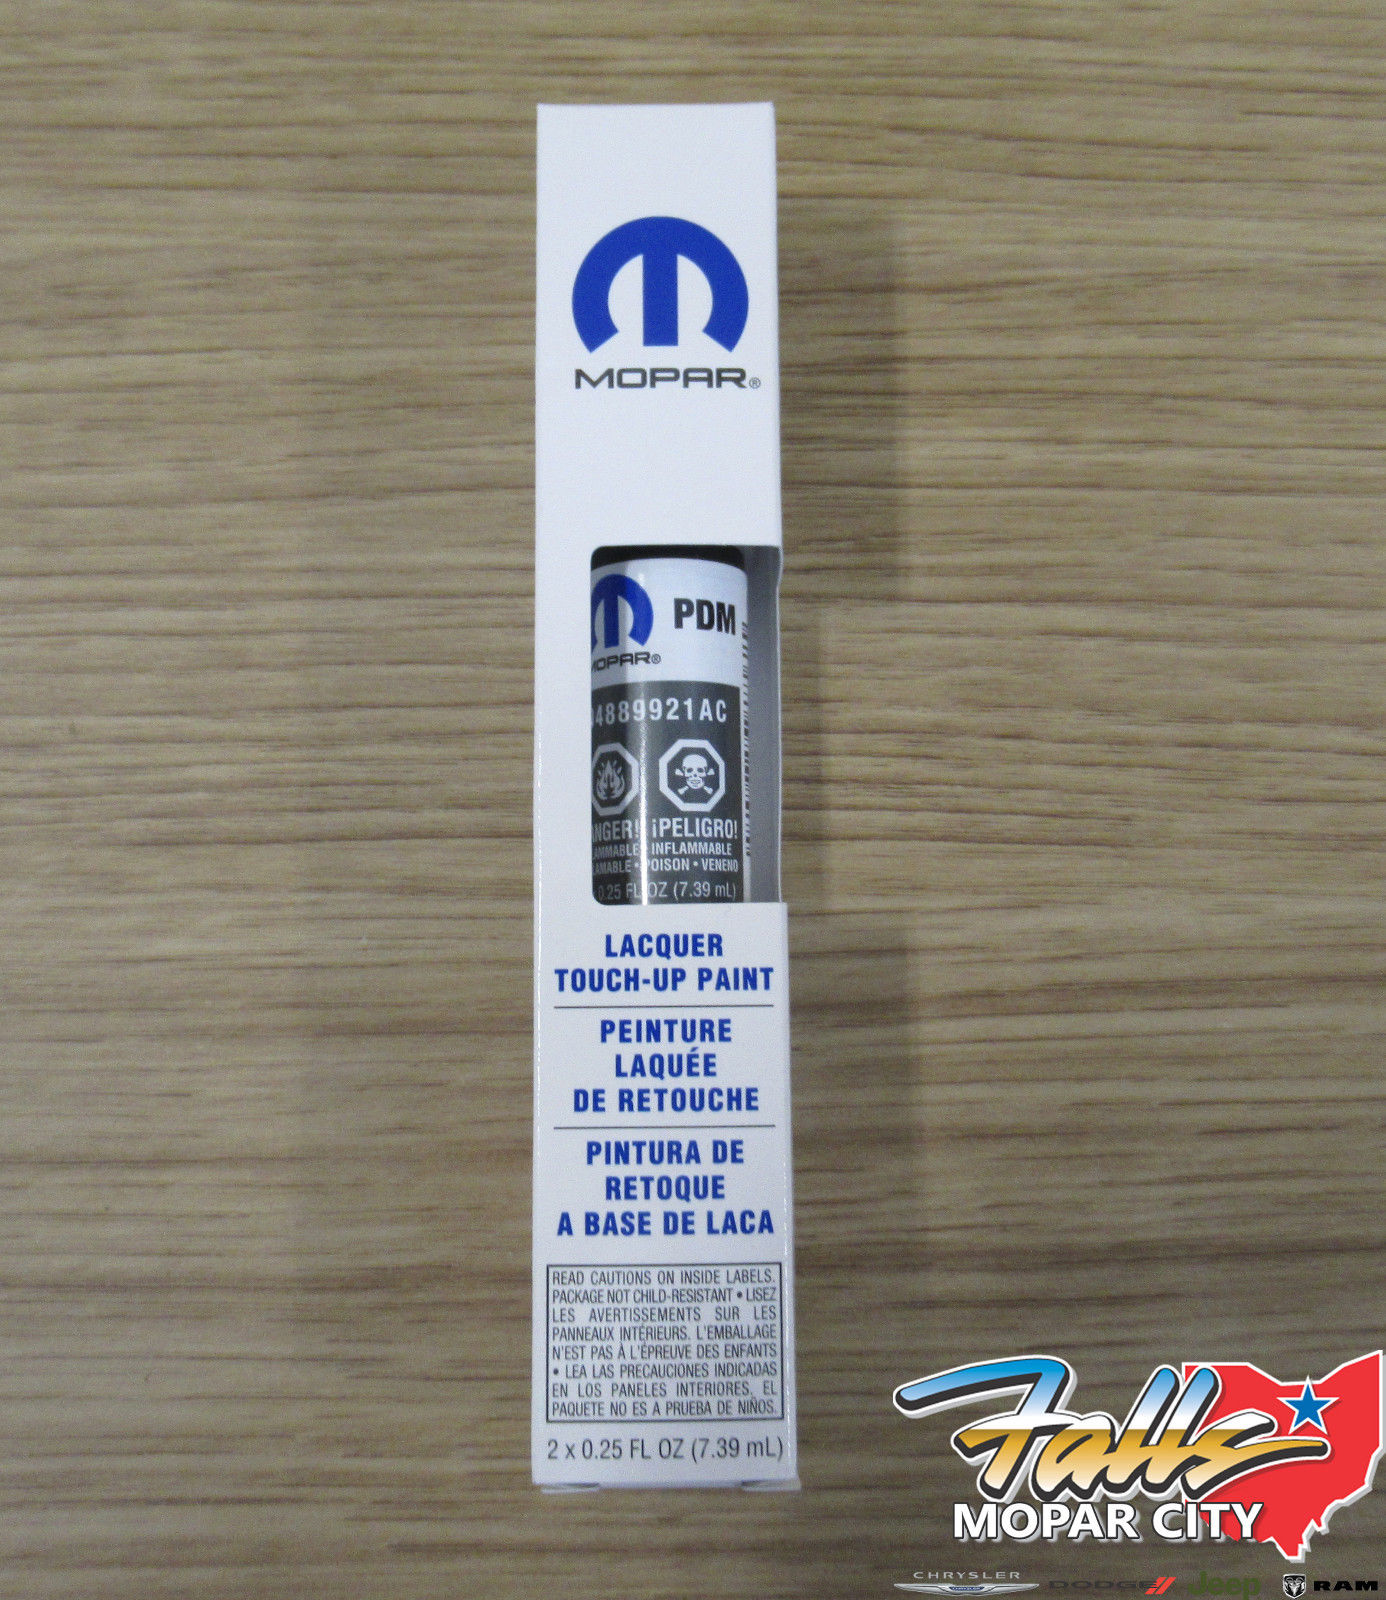 MOPAR®
PDM
MOPAR®
4889921AC
¡PELIGRO!
INFLAMMABLE
POISON • VENENO
0.25 FL OZ (7.39 mL)
LACQUER
TOUCH-UP PAINT
PEINTURE
LAQUÉE
DE RETOUCHE
PINTURA DE
RETOQUE
A BASE DE LACA
READ CAUTIONS ON INSIDE LABELS.
PACKAGE NOT CHILD-RESISTANT • LISEZ
LES AVERTISSEMENTS SUR LES
PANNEAUX INTÉRIEURS. L'EMBALLAGE
N'EST PAS À L'ÉPREUVE DES ENFANTS
• LEA LAS PRECAUCIONES INDICADAS
EN LOS PANELES INTERIORES. EL
PAQUETE NO ES A PRUEBA DE NIÑOS.
2 x 0.25 FL OZ (7.39 mL)
Falls
MOPAR CITY
CHRYSLER DODGE Jeep RAM